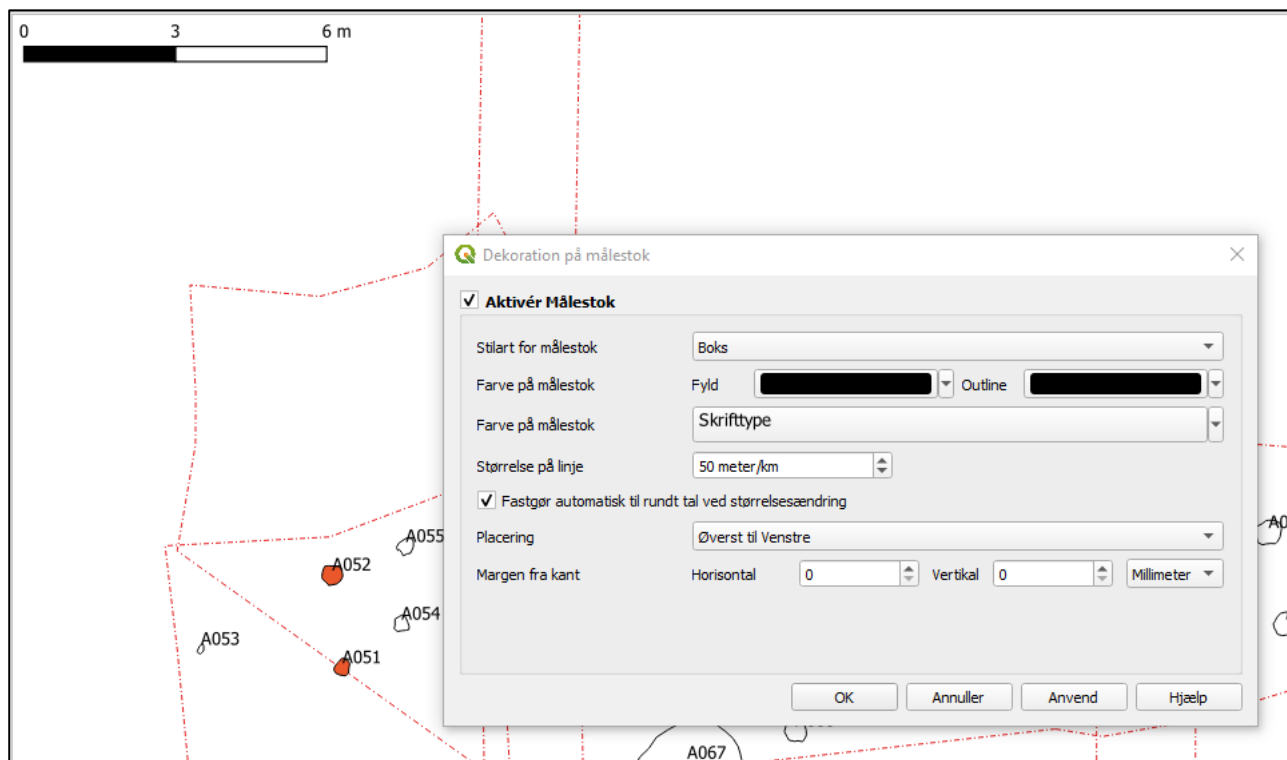 0 3 6 m
Dekoration på målestok
Aktivér Målestok
Stilart for målestok Boks
Farve på målestok Fyld Outline
Farve på målestok Skrifttype
Størrelse på linje 50 meter/km
Fastgør automatisk til rundt tal ved størrelsesændring
Placering Øverst til Venstre
Margen fra kant Horisontal 0 Vertikal 0 Millimeter
OK Annuller Anvend Hjælp
A055
A052
A054
A053
A051
A067